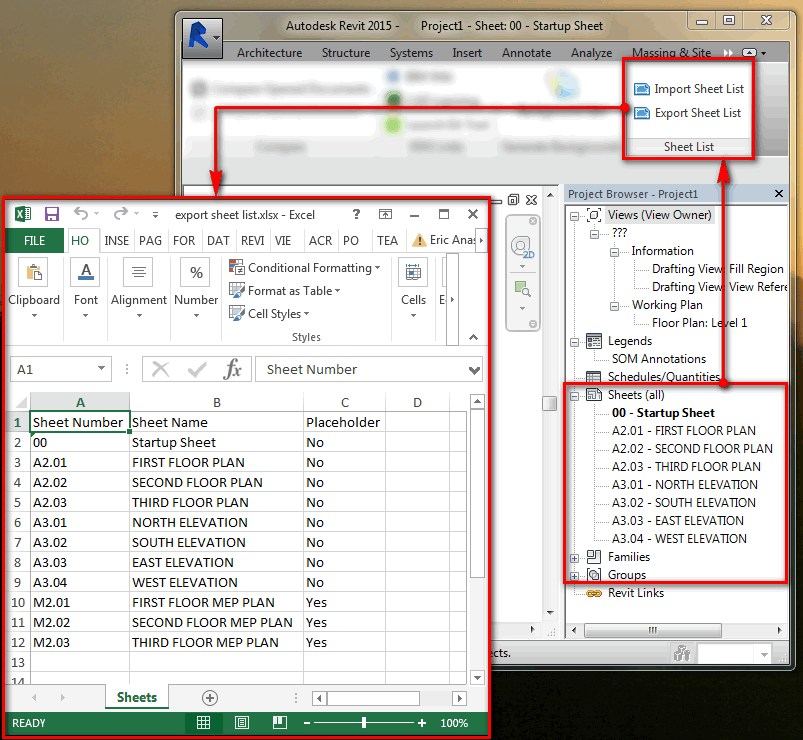 Autodesk Revit 2015 - Project1 - Sheet: 00 - Startup Sheet
Architecture Structure Systems Insert Annotate Analyze Massing & Site
Import Sheet List
Export Sheet List
Sheet List
Project Browser - Project1
Views (View Owner)
???
Information
Drafting View: Fill Region
Drafting View: View Refere
Working Plan
Floor Plan: Level 1
Legends
SOM Annotations
Schedules/Quantities
Sheets (all)
00 - Startup Sheet
A2.01 - FIRST FLOOR PLAN
A2.02 - SECOND FLOOR PLAN
A2.03 - THIRD FLOOR PLAN
A3.01 - NORTH ELEVATION
A3.02 - SOUTH ELEVATION
A3.03 - EAST ELEVATION
A3.04 - WEST ELEVATION
Families
Groups
Revit Links
2D
ects.
export sheet list.xlsx - Excel
FILE HO INSE PAG FOR DAT REVI VIE ACR PO TEA Eric Anas
Clipboard Font Alignment Number
%
Conditional Formatting
Format as Table
Cell Styles
Styles
Cells
E
A1 fx Sheet Number
A B C D
1 Sheet Number Sheet Name Placeholder
2 00 Startup Sheet No
3 A2.01 FIRST FLOOR PLAN No
4 A2.02 SECOND FLOOR PLAN No
5 A2.03 THIRD FLOOR PLAN No
6 A3.01 NORTH ELEVATION No
7 A3.02 SOUTH ELEVATION No
8 A3.03 EAST ELEVATION No
9 A3.04 WEST ELEVATION No
10 M2.01 FIRST FLOOR MEP PLAN Yes
11 M2.02 SECOND FLOOR MEP PLAN Yes
12 M2.03 THIRD FLOOR MEP PLAN Yes
13
14
Sheets
READY 100%